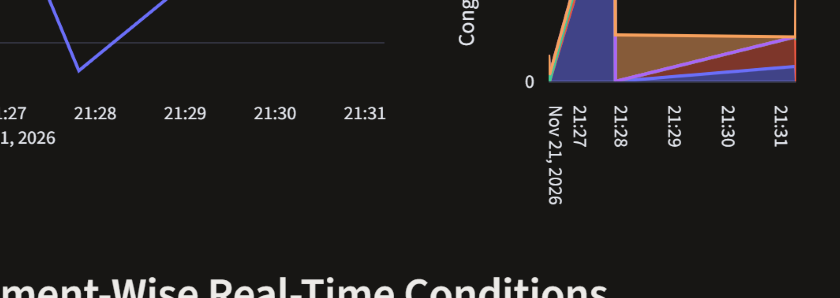 :27 21:28 21:29 21:30 21:31
1, 2026
Cong
0
21:27 21:28 21:29 21:30 21:31
Nov 21, 2026
ment-Wise Real-Time Conditions